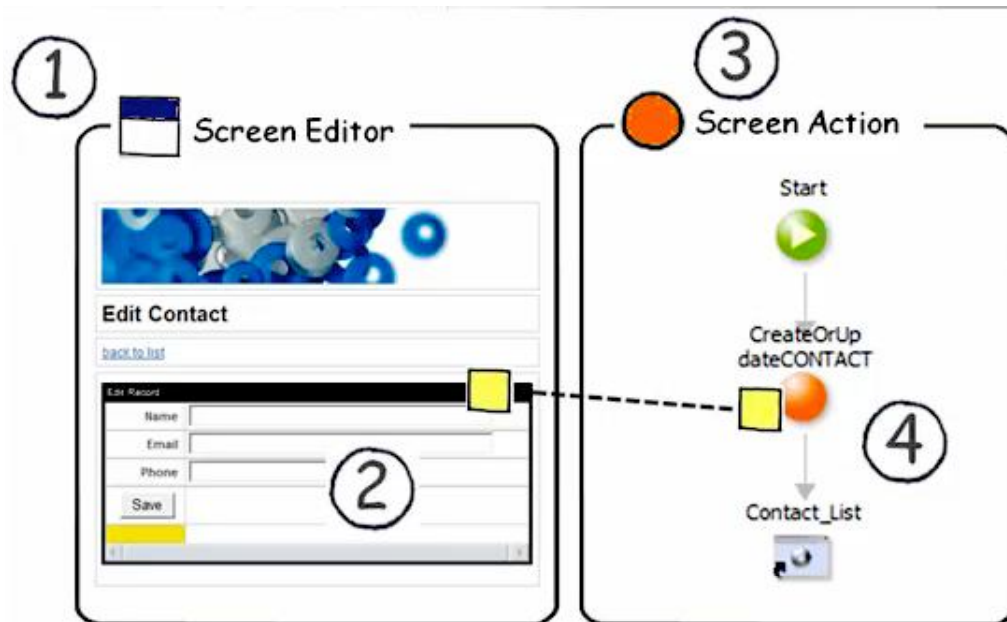 1
Screen Editor
Edit Contact
back to list
Edit Record
Name
Email
Phone
Save
2
3
Screen Action
Start
CreateOrUp
dateCONTACT
4
Contact_List